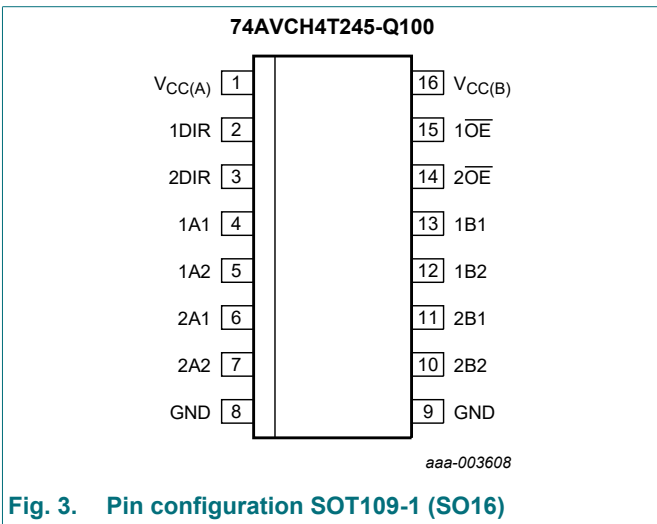 74AVCH4T245-Q100
VCC(A) 1 16 VCC(B)
1DIR 2 15 1O̅E̅
2DIR 3 14 2O̅E̅
1A1 4 13 1B1
1A2 5 12 1B2
2A1 6 11 2B1
2A2 7 10 2B2
GND 8 9 GND
aaa-003608
Fig. 3. Pin configuration SOT109-1 (SO16)